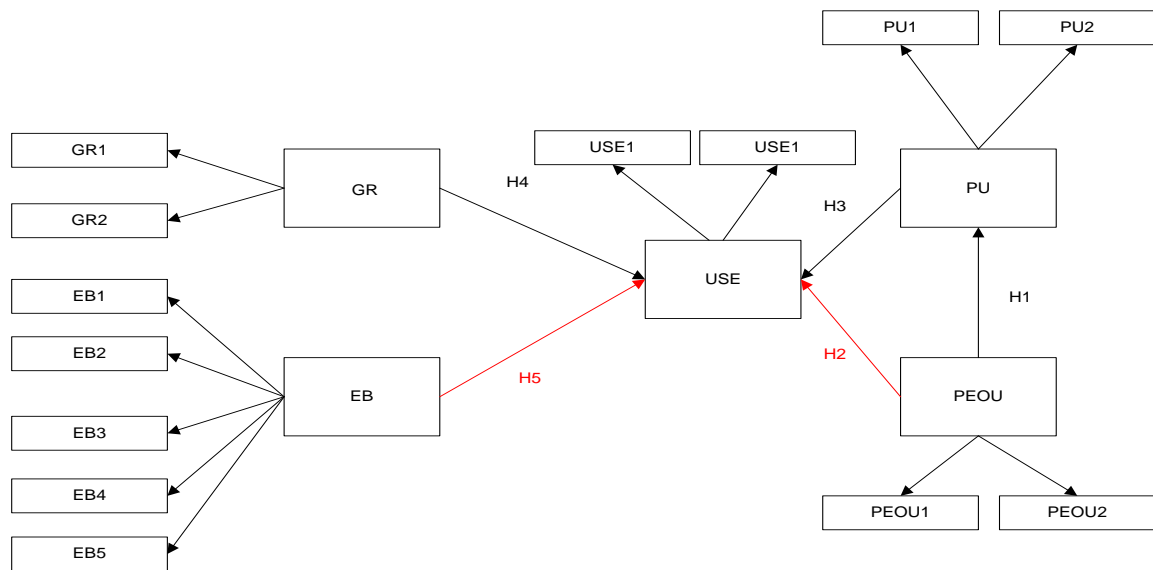 PU1
PU2
GR1
GR2
GR
H4
USE1
USE1
PU
H3
USE
H1
EB1
EB2
EB3
EB4
EB5
EB
H5
H2
PEOU
PEOU1
PEOU2